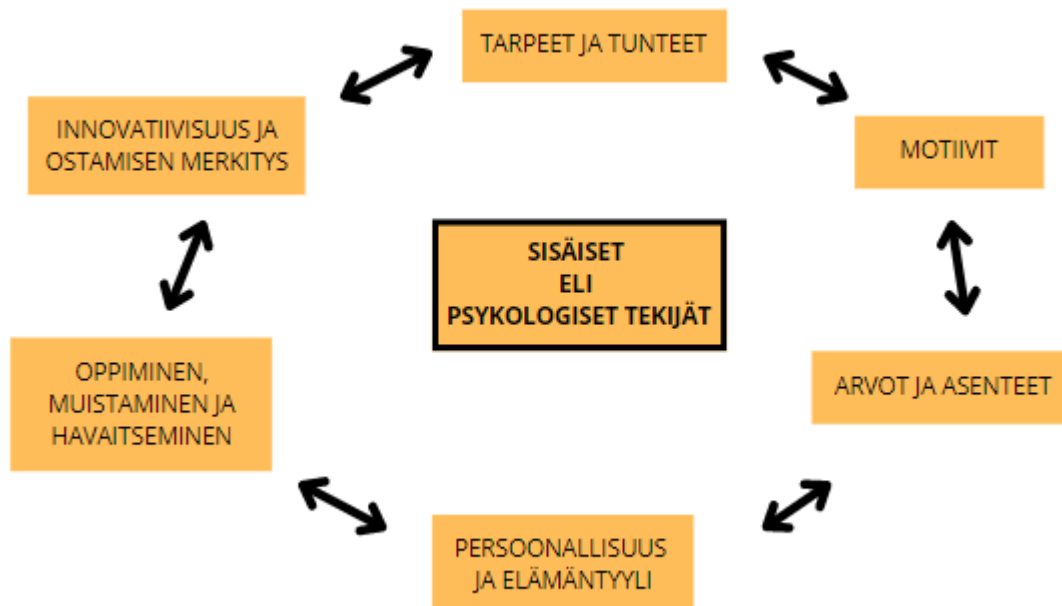 TARPEET JA TUNTEET
INNOVATIIVISUUS JA
OSTAMISEN MERKITYS
MOTIIVIT
SISÄISET
ELI
PSYKOLOGISET TEKIJÄT
OPPIMINEN,
MUISTAMINEN JA
HAVAITSEMINEN
ARVOT JA ASENTEET
PERSOONALLISUUS
JA ELÄMÄNTYYLI